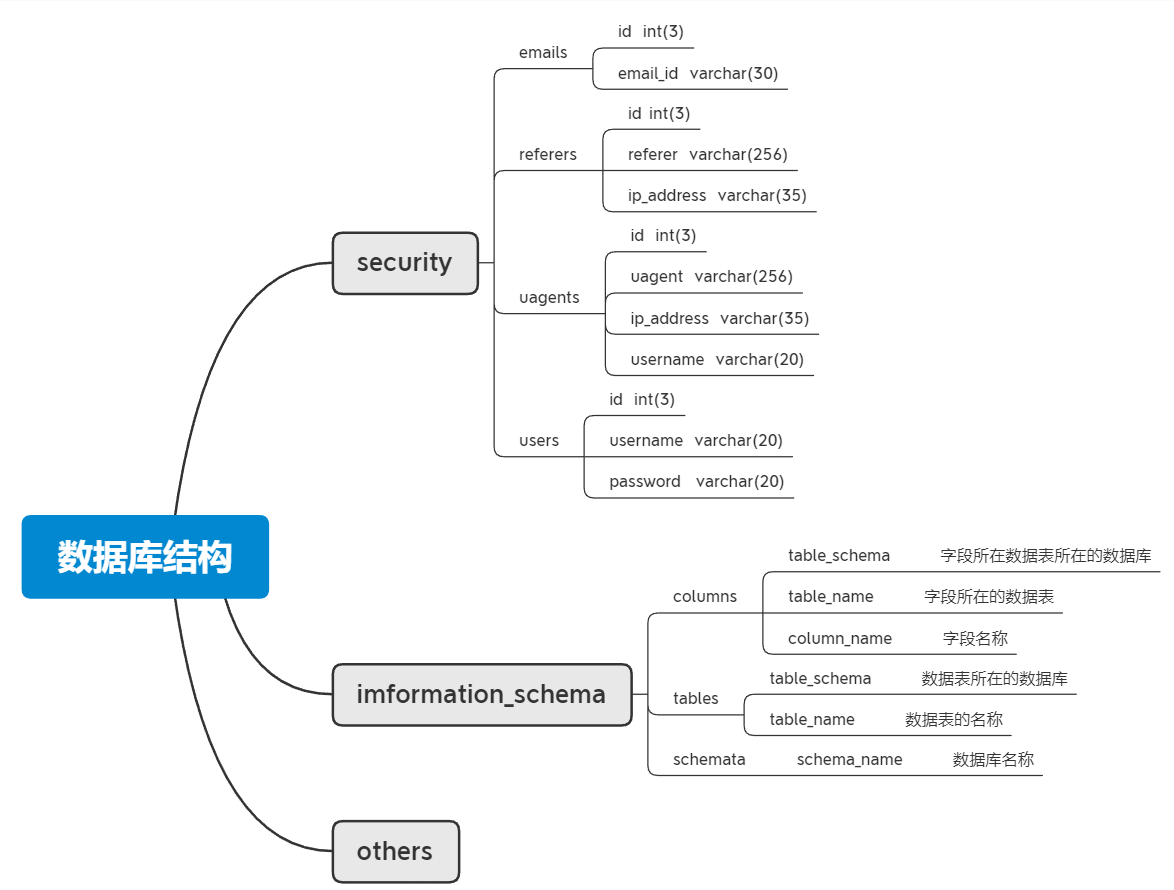 数据库结构
security
emails
id int(3)
email_id varchar(30)
referers
id int(3)
referer varchar(256)
ip_address varchar(35)
uagents
id int(3)
uagent varchar(256)
ip_address varchar(35)
username varchar(20)
users
id int(3)
username varchar(20)
password varchar(20)
imformation_schema
columns
table_schema 字段所在数据表所在的数据库
table_name 字段所在的数据表
column_name 字段名称
tables
table_schema 数据表所在的数据库
table_name 数据表的名称
schemata schema_name 数据库名称
others